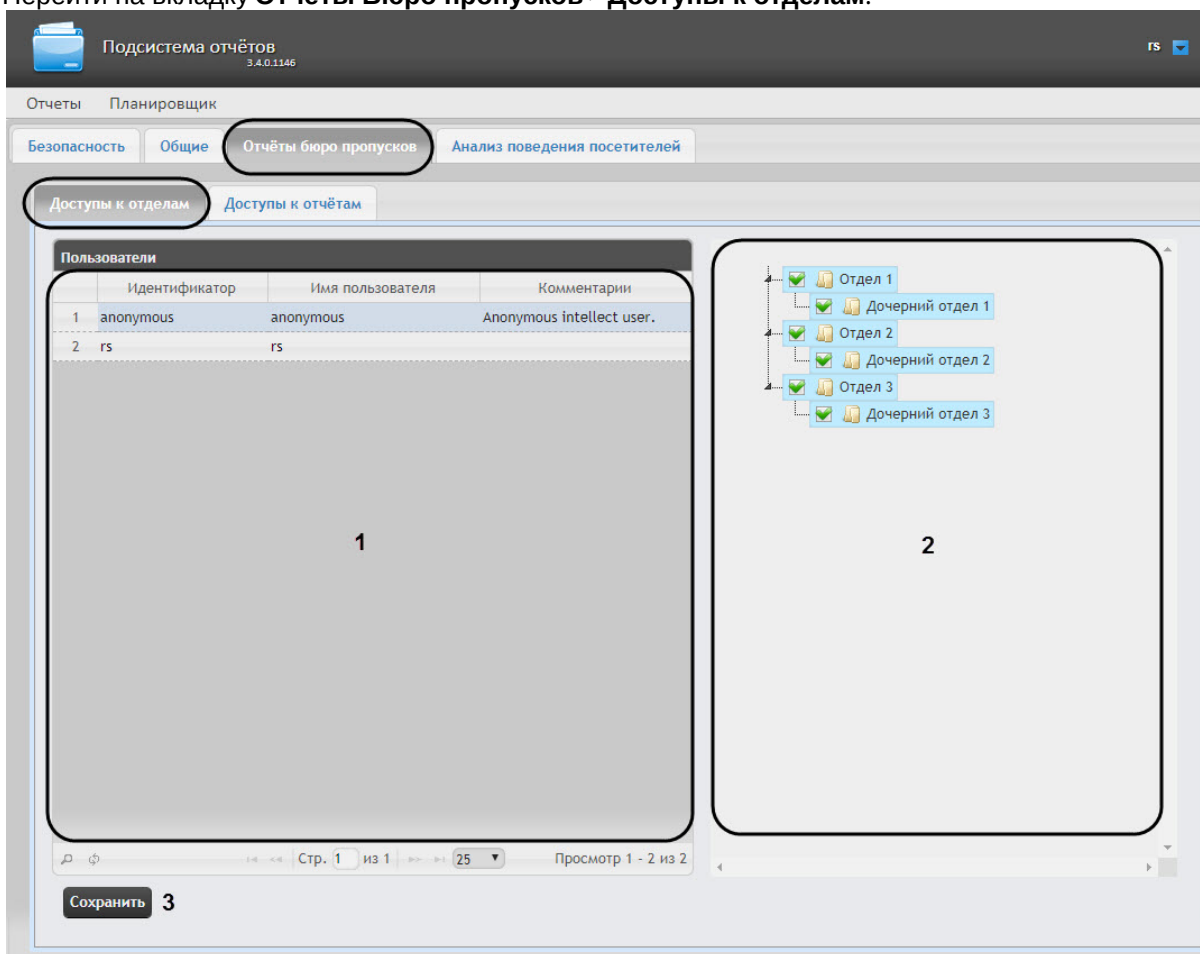 Перейти на вкладку Отчеты Бюро пропусков - Доступы к отделам.
Подсистема отчётов
3.4.0.1146
rs
Отчеты Планировщик
Безопасность Общие Отчёты бюро пропусков Анализ поведения посетителей
Доступы к отделам Доступы к отчётам
Пользователи
Идентификатор Имя пользователя Комментарии
1 anonymous anonymous Anonymous intellect user.
2 rs rs
Отдел 1
Дочерний отдел 1
Отдел 2
Дочерний отдел 2
Отдел 3
Дочерний отдел 3
1
2
Стр. 1 из 1 25 Просмотр 1 - 2 из 2
Сохранить 3